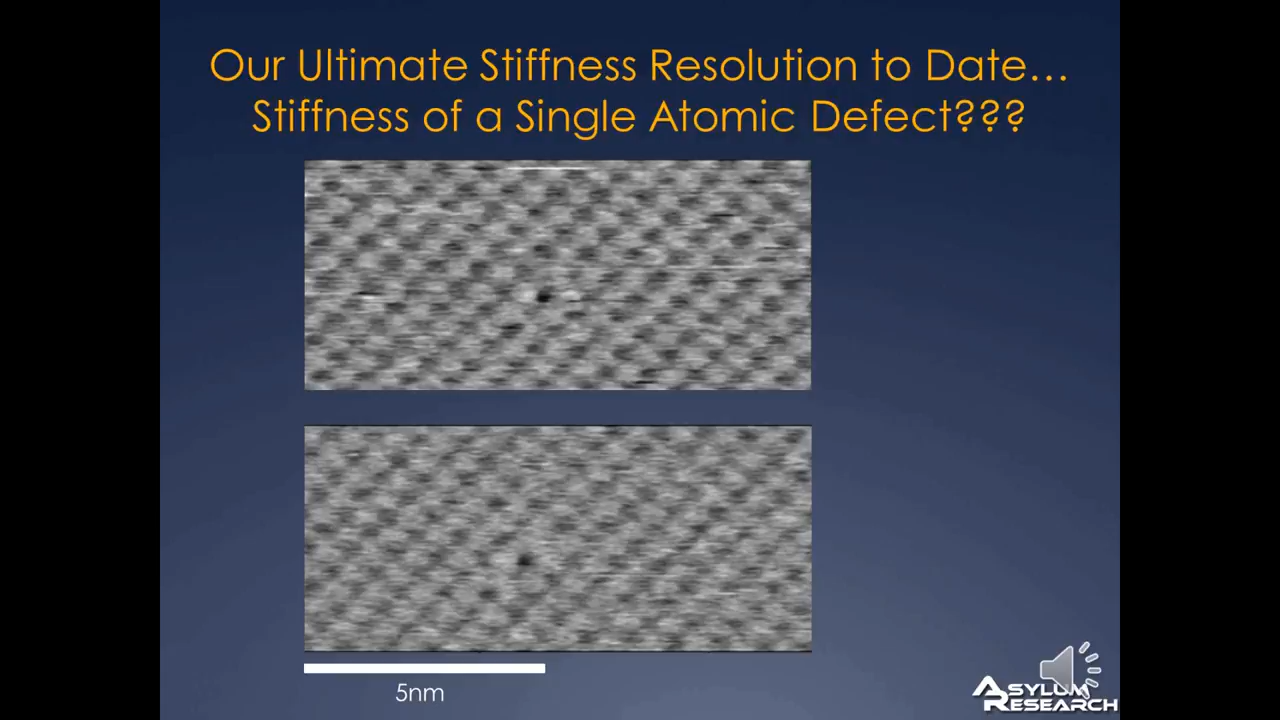 Our Ultimate Stiffness Resolution to Date…
Stiffness of a Single Atomic Defect???
5nm
ASYLUM
RESEARCH